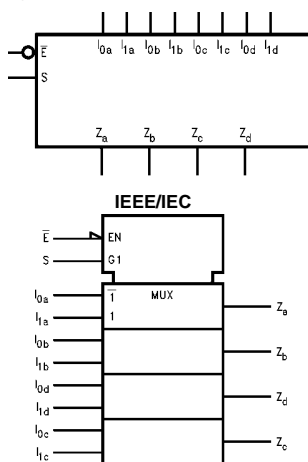 I0a I1a I0b I1b I0c I1c I0d I1d
E̅
S
Za Zb Zc Zd
IEEE/IEC
E̅ EN
S G1
I0a 1̅ MUX
Za
I1a 1
I0b
Zb
I1b
I0d
Zd
I1d
I0c
Zc
I1c